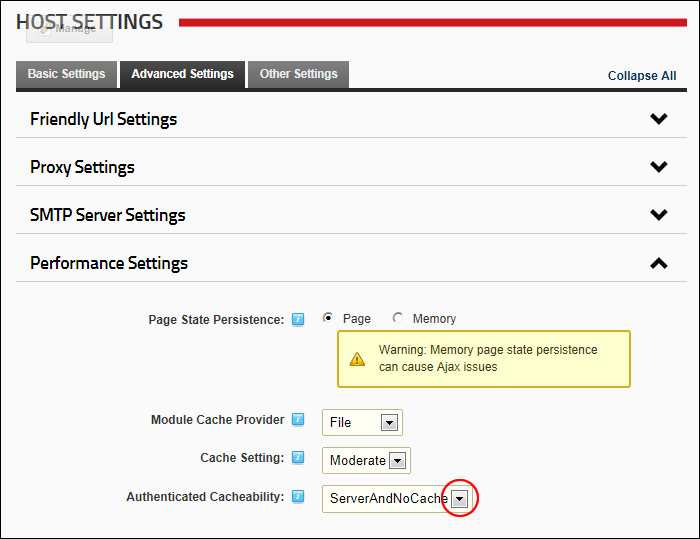 HOST SETTINGS
Manage
Basic Settings
Advanced Settings
Other Settings
Collapse All
Friendly Url Settings
Proxy Settings
SMTP Server Settings
Performance Settings
Page State Persistence: Page Memory
Warning: Memory page state persistence
can cause Ajax issues
Module Cache Provider File
Cache Setting: Moderate
Authenticated Cacheability: ServerAndNoCache